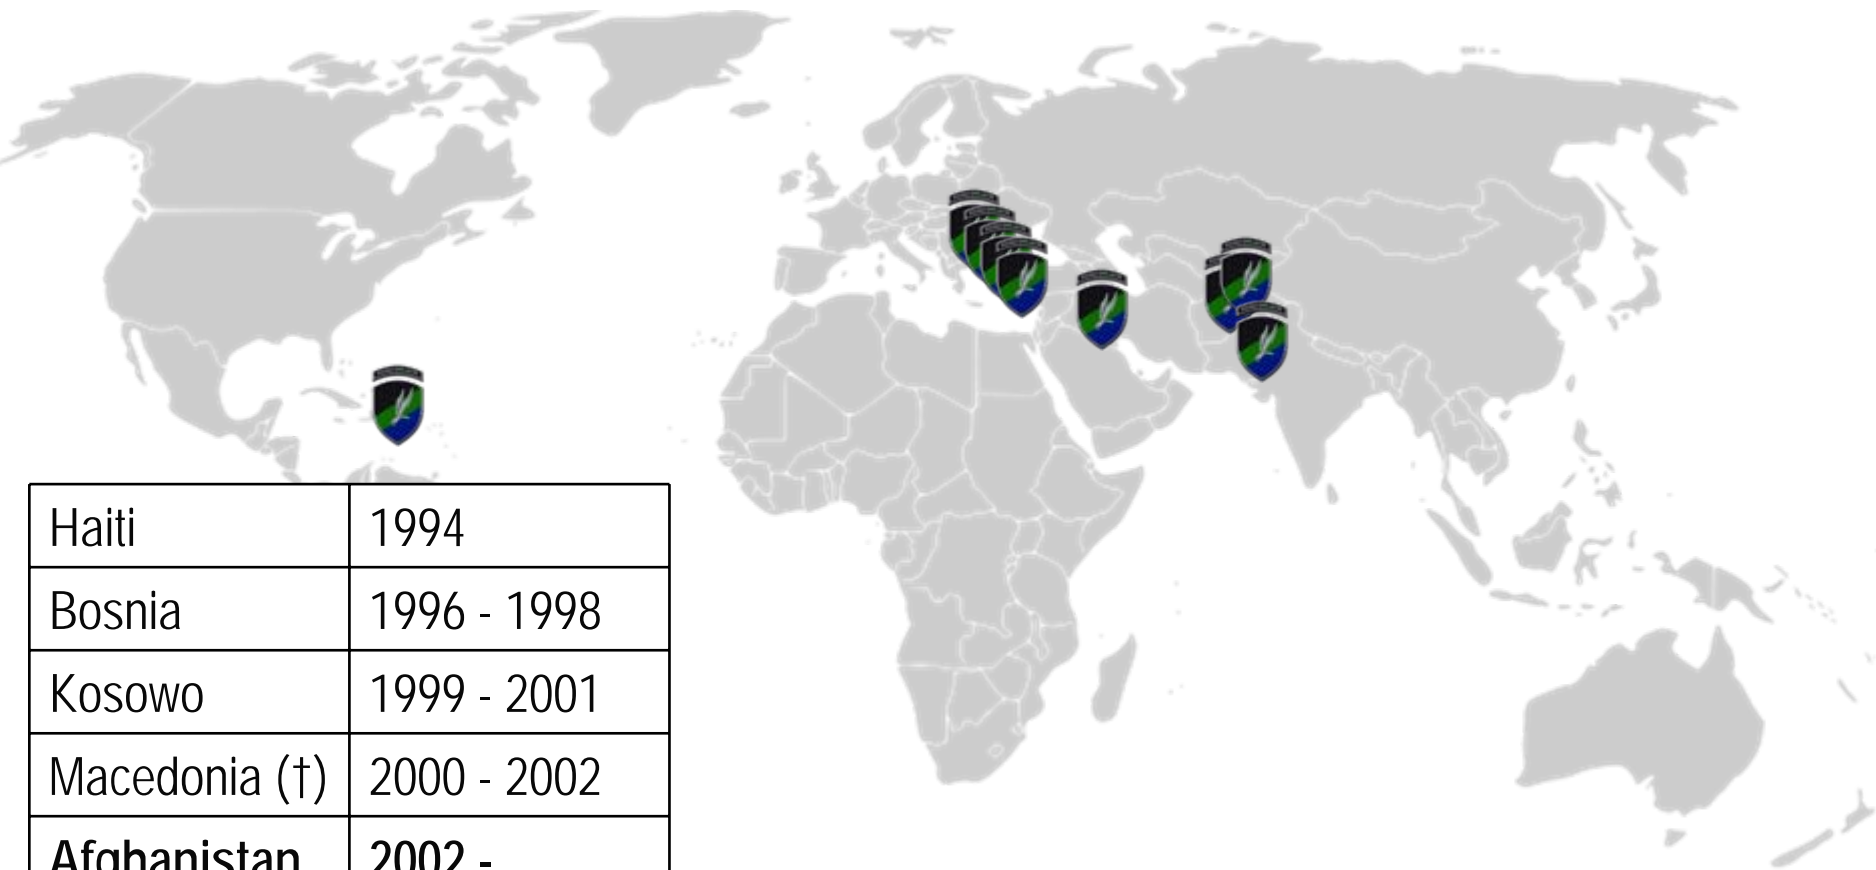 Haiti 1994
Bosnia 1996 - 1998
Kosowo 1999 - 2001
Macedonia (†) 2000 - 2002
Afghanistan 2002 -